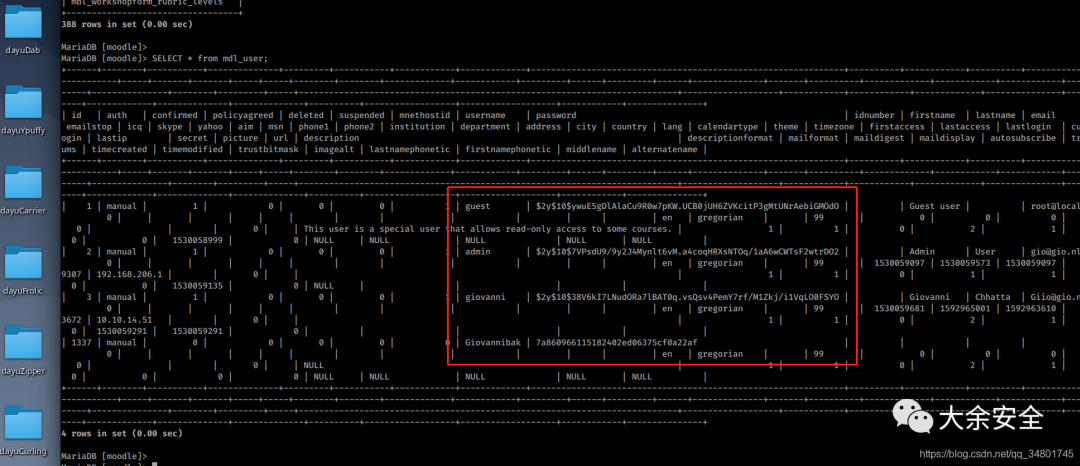 dayuDab
dayuYpuffy
dayuCarrier
dayuFrolic
dayuZipper
dayuCurling
| mdl_workshopform_rubric_levels |
388 rows in set (0.00 sec)
MariaDB [moodle]>
MariaDB [moodle]> SELECT * from mdl_user;
| id | auth | confirmed | policyagreed | deleted | suspended | mnethostid | username | password | idnumber | firstname | lastname | email
emailstop | icq | skype | yahoo | aim | msn | phone1 | phone2 | institution | department | address | city | country | lang | calendartype | theme | timezone | firstaccess | lastaccess | lastlogin | cu
ogin | lastip | secret | picture | url | description | descriptionformat | mailformat | maildigest | maildisplay | autosubscribe | tr
ums | timecreated | timemodified | trustbitmask | imagealt | lastnamephonetic | firstnamephonetic | middlename | alternatename |
| 1 | manual | 1 | 0 | 0 | 0 | | guest | $2y$10$ywuE5gDlAlaCu9R0w7pKW.UCB0jUH6ZVKcitP3gMtUNrAebiGMOdO | | Guest user | | root@local
0 | | | | | | | | | | | | en | gregorian | | 99 | 0 | 0 | 0 |
0 | | | 0 | | This user is a special user that allows read-only access to some courses. | 1 | 1 | 0 | 2 | 1 |
0 | 0 | 1530058999 | 0 | NULL | NULL | NULL | NULL | NULL |
| 2 | manual | 1 | 0 | 0 | 0 | | admin | $2y$10$7VPsdU9/9y2J4Mynlt6vM.a4coqHRXsNTOq/1aA6wCWTsF2wtrDO2 | | Admin | User | gio@gio.nl
0 | | | | | | | | | | | | en | gregorian | | 99 | 1530059097 | 1530059573 | 1530059097 |
9307 | 192.168.206.1 | | 0 | | | 1 | 1 | 0 | 1 | 1 |
0 | 0 | 1530059135 | 0 | NULL | | | | |
| 3 | manual | 1 | 0 | 0 | 0 | | giovanni | $2y$10$38V6kI7LNudORa7lBAT0q.vsQsv4PemY7rf/M1Zkj/i1VqLO0FSYO | | Giovanni | Chhatta | Giio@gio.n
0 | | | | | | | | | | | | en | gregorian | | 99 | 1530059681 | 1592965001 | 1592963610 |
3672 | 10.10.14.51 | | 0 | | | 1 | 1 | 0 | 2 | 1 |
0 | 1530059291 | 1530059291 | 0 | | | | | |
| 1337 | manual | 0 | 0 | 0 | 0 | | Giovannibak | 7a860966115182402ed06375cf0a22af | | | |
0 | | | | | | | | | | | | en | gregorian | | 99 | 0 | 0 | 0 |
0 | | | 0 | | NULL | 1 | 1 | 0 | 2 | 1 |
0 | 0 | 0 | 0 | NULL | NULL | NULL | NULL | NULL |
4 rows in set (0.00 sec)
MariaDB [moodle]>
MariaDB [moodle]>
大余安全
https://blog.csdn.net/qq_34801745